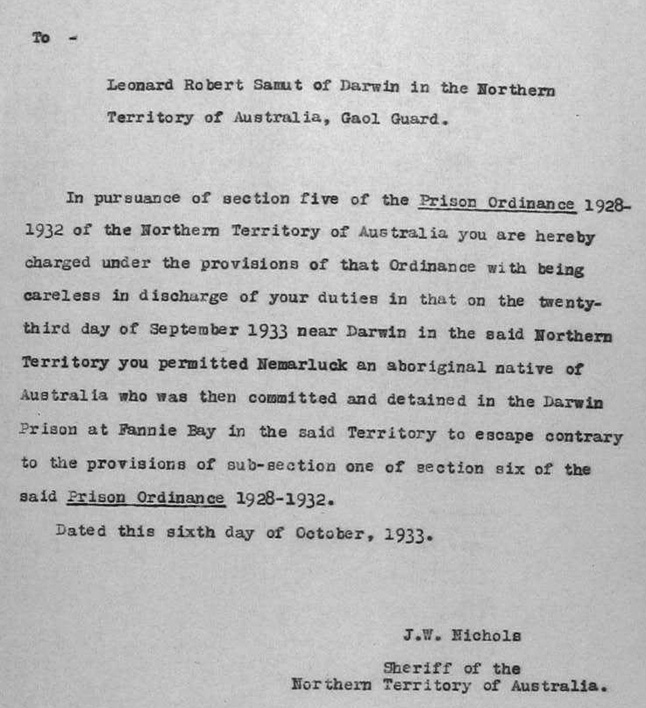 To -
Leonard Robert Samut of Darwin in the Northern
Territory of Australia, Gaol Guard.
In pursuance of section five of the Prison Ordinance 1928-
1932 of the Northern Territory of Australia you are hereby
charged under the provisions of that Ordinance with being
careless in discharge of your duties in that on the twenty-
third day of September 1933 near Darwin in the said Northern
Territory you permitted Nemarluck an aboriginal native of
Australia who was then committed and detained in the Darwin
Prison at Fannie Bay in the said Territory to escape contrary
to the provisions of sub-section one of section six of the
said Prison Ordinance 1928-1932.
Dated this sixth day of October, 1933.
J.W. Nichols
Sheriff of the
Northern Territory of Australia.